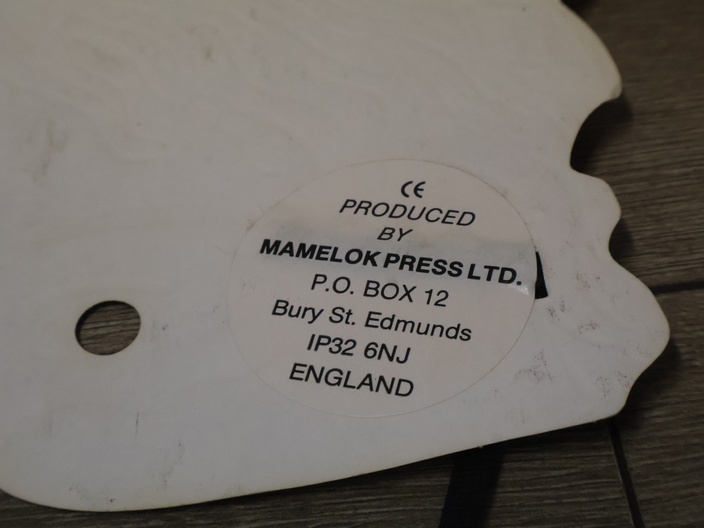 CE
PRODUCED
BY
MAMELOK PRESS LTD.
P.O. BOX 12
Bury St. Edmunds
IP32 6NJ
ENGLAND